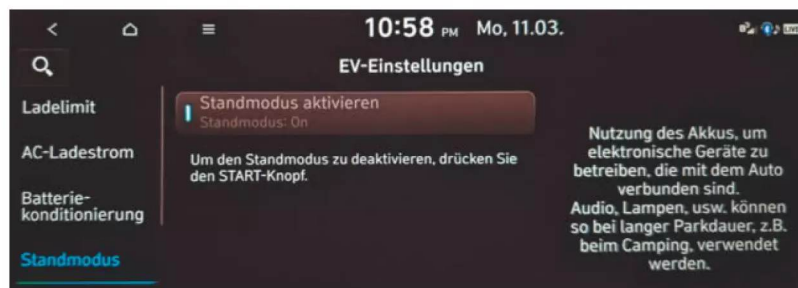 10:58 PM Mo, 11.03.
LIVE
EV-Einstellungen
Ladelimit
AC-Ladestrom
Batterie-
konditionierung
Standmodus
Standmodus aktivieren
Standmodus: On
Um den Standmodus zu deaktivieren, drücken Sie
den START-Knopf.
Nutzung des Akkus, um
elektronische Geräte zu
betreiben, die mit dem Auto
verbunden sind.
Audio, Lampen, usw. können
so bei langer Parkdauer, z.B.
beim Camping, verwendet
werden.